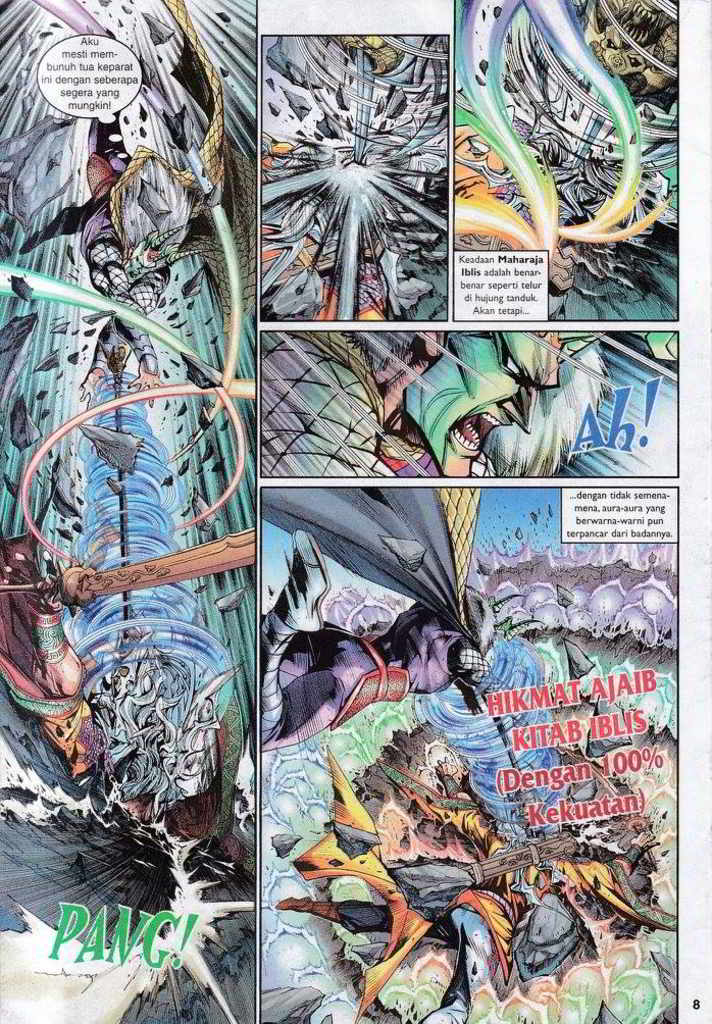 Aku
mesti mem-
bunuh tua keparat
ini dengan seberapa
segera yang
mungkin!
PANG!
Keadaan Maharaja
Iblis adalah benar-
benar seperti telur
di hujung tanduk.
Akan tetapi...
Ah!
...dengan tidak semena-
mena, aura-aura yang
berwarna-warni pun
terpancar dari badannya.
HIKMAT AJAIB
KITAB IBLIS
(Dengan 100%
Kekuatan)
8